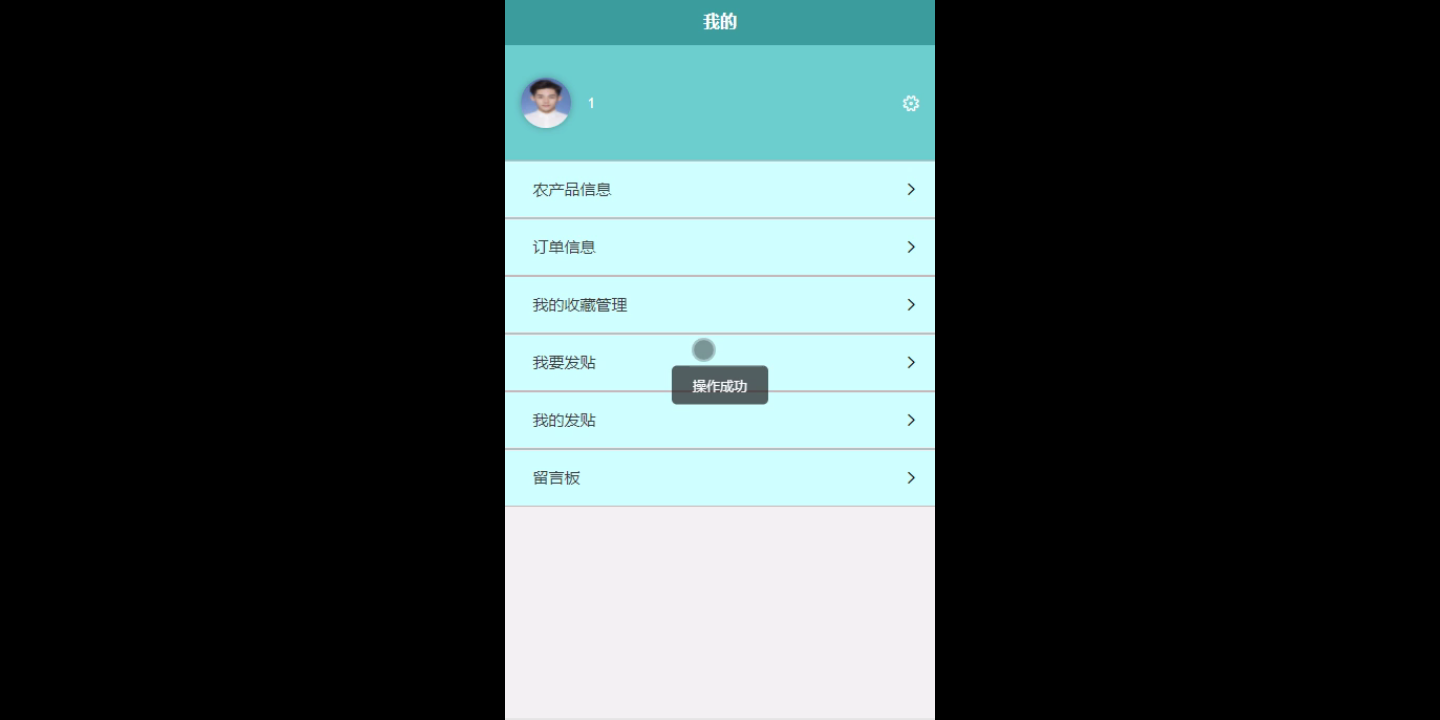 我的
1
农产品信息
订单信息
我的收藏管理
我要发贴
操作成功
我的发贴
留言板